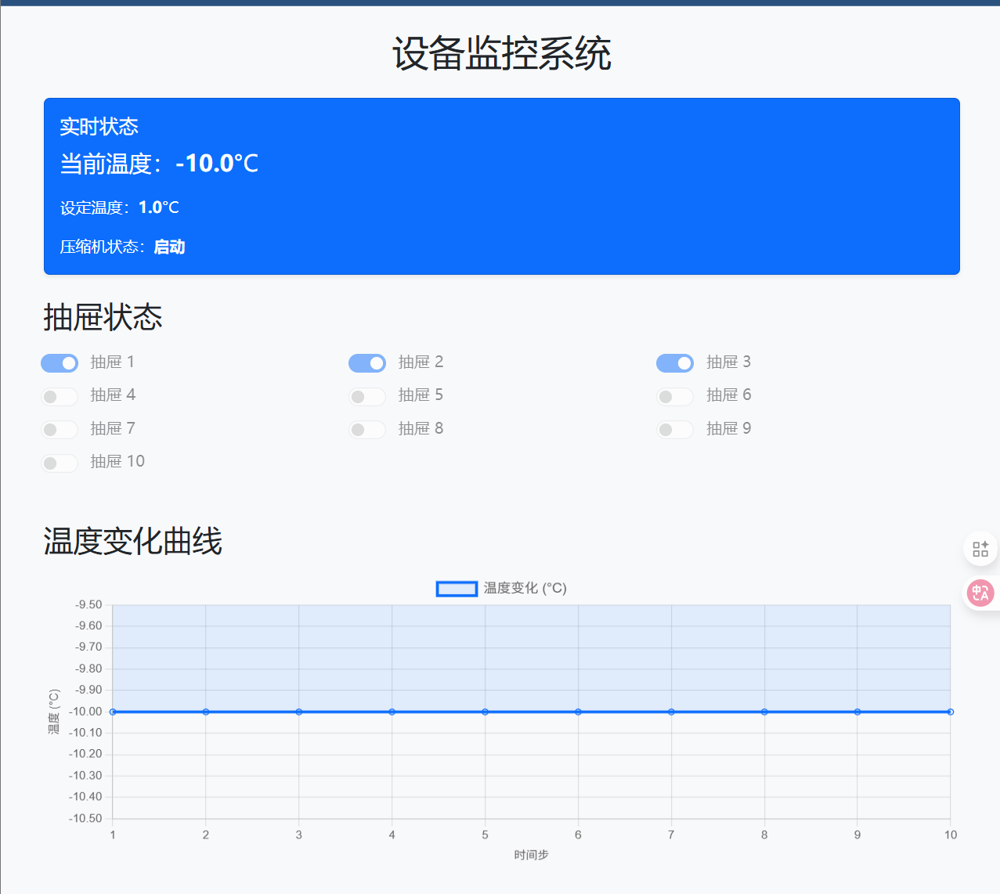 设备监控系统
实时状态
当前温度：-10.0°C
设定温度：1.0°C
压缩机状态：启动
抽屉状态
抽屉 1
抽屉 2
抽屉 3
抽屉 4
抽屉 5
抽屉 6
抽屉 7
抽屉 8
抽屉 9
抽屉 10
温度变化曲线
温度变化 (°C)
温度 (°C)
-9.50
-9.60
-9.70
-9.80
-9.90
-10.00
-10.10
-10.20
-10.30
-10.40
-10.50
1 2 3 4 5 6 7 8 9 10
时间步
中A